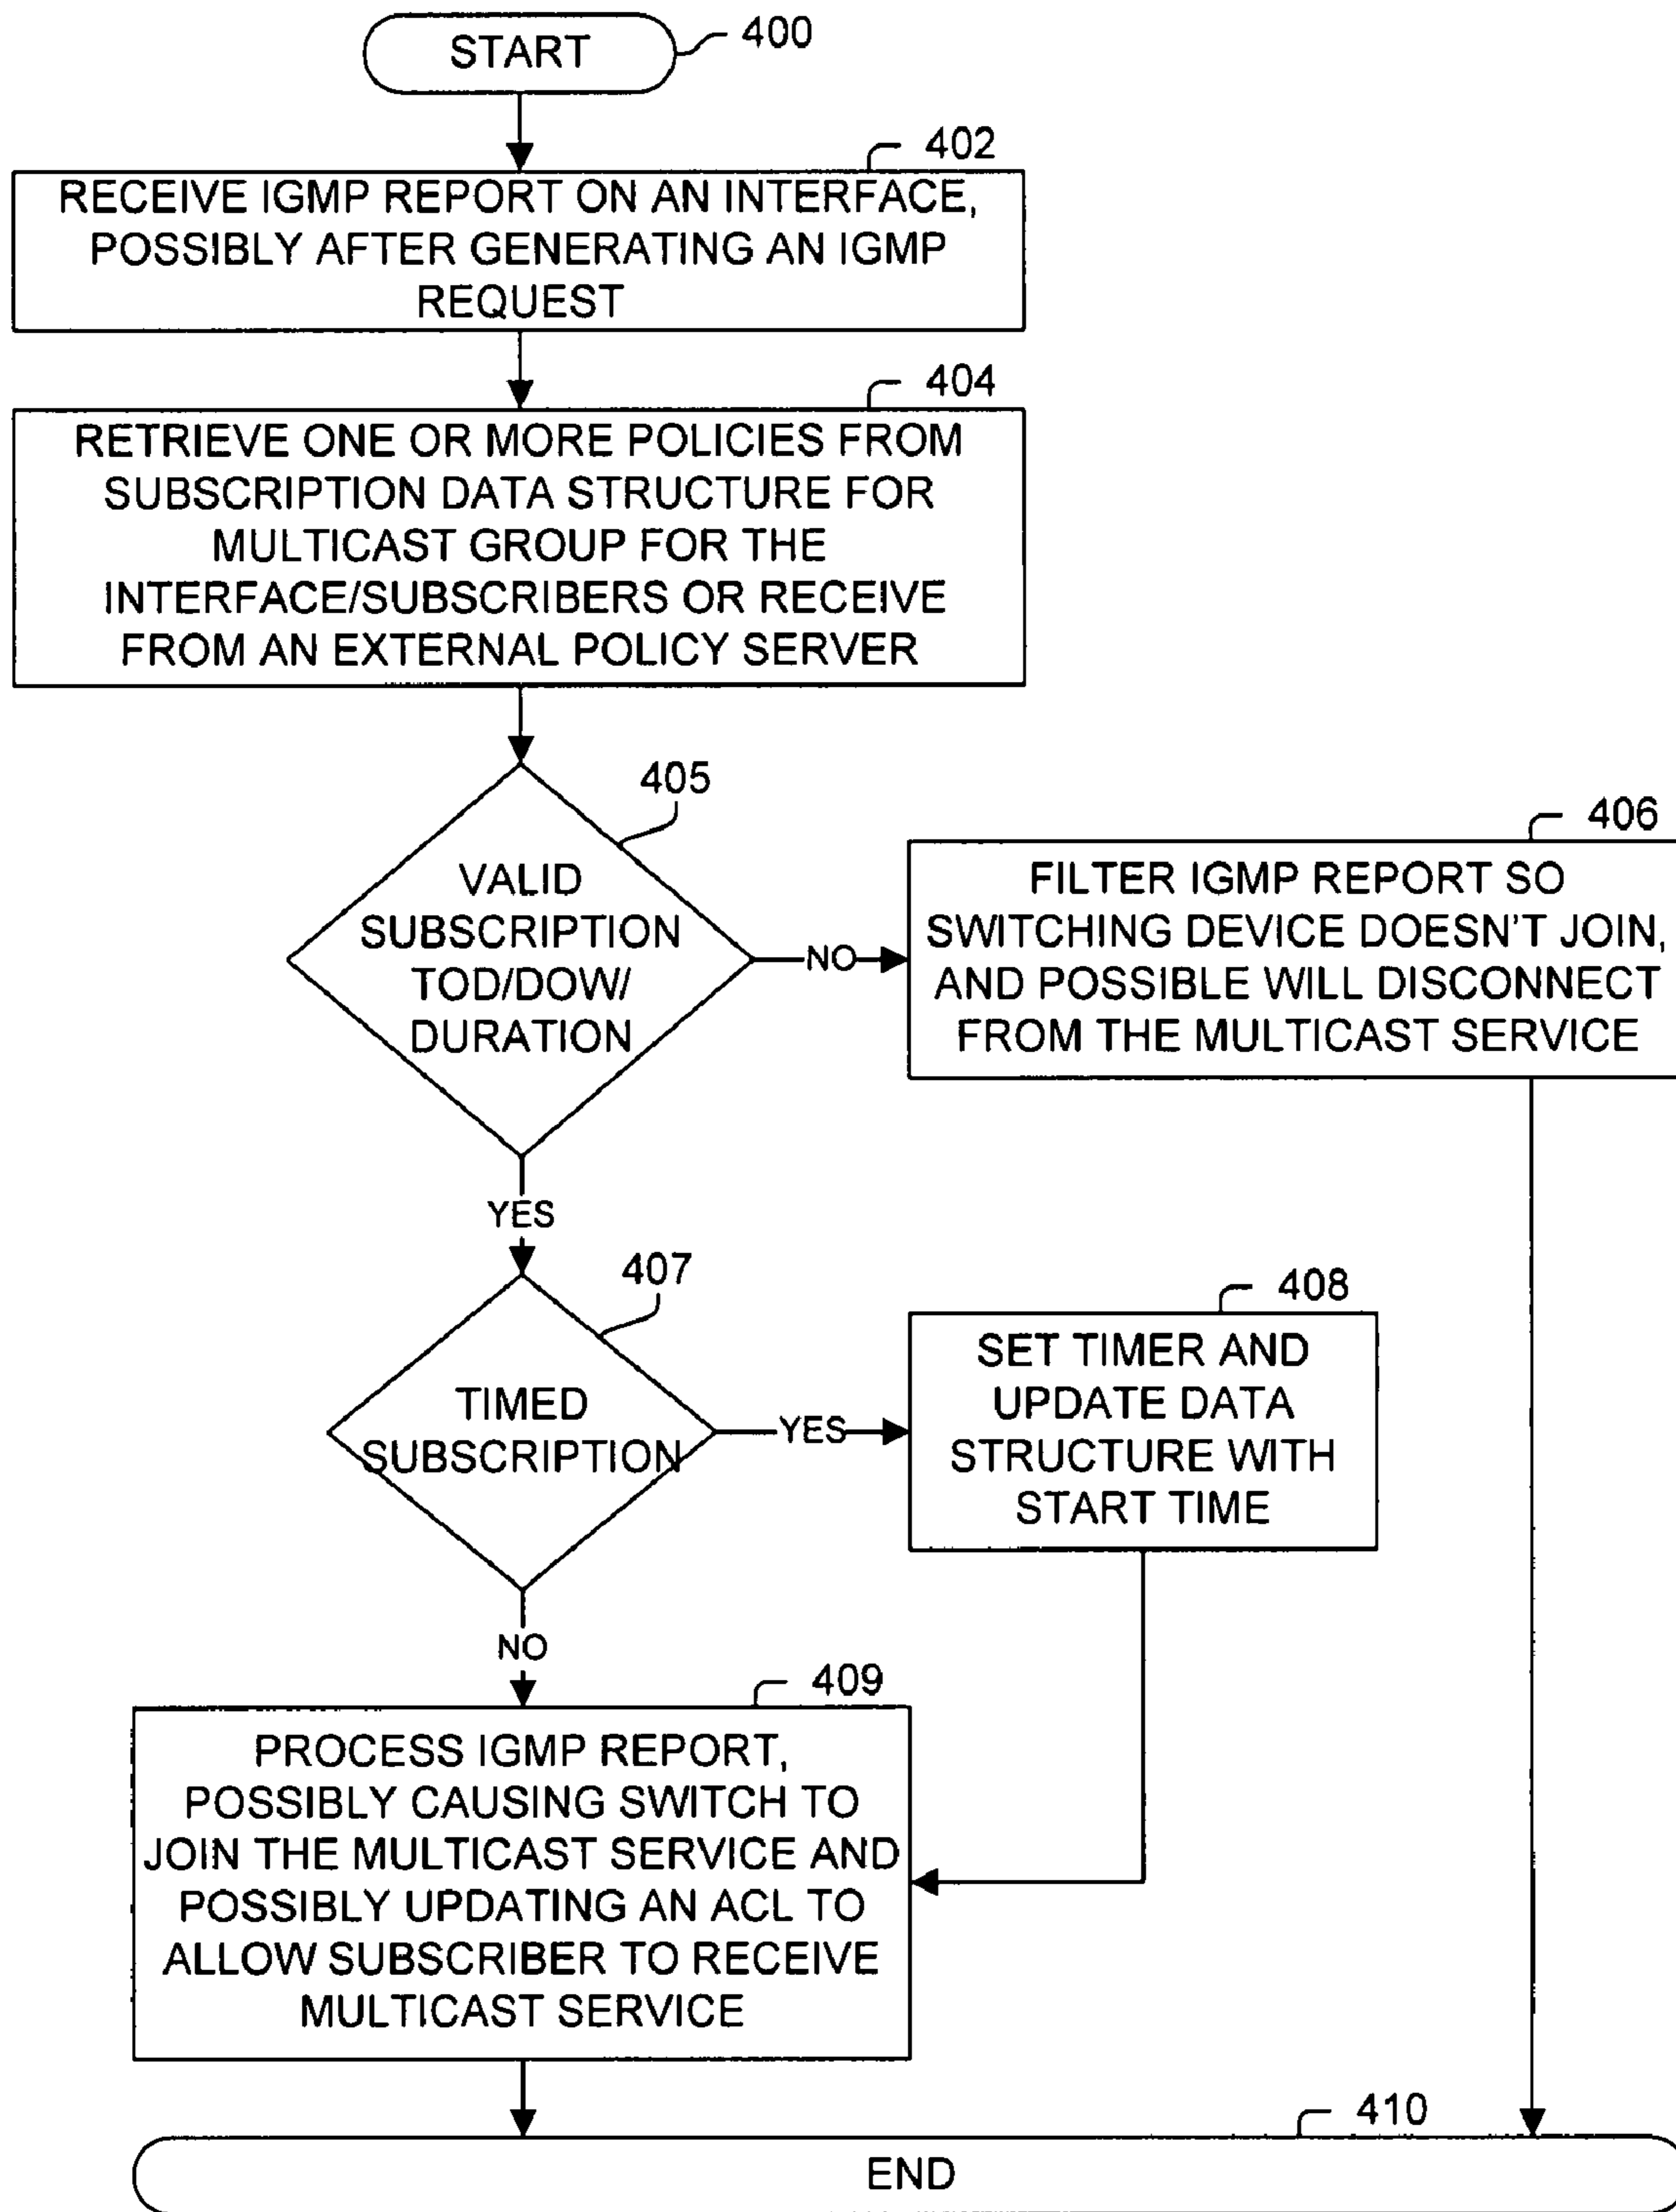 START
400
402
RECEIVE IGMP REPORT ON AN INTERFACE,
POSSIBLY AFTER GENERATING AN IGMP
REQUEST
404
RETRIEVE ONE OR MORE POLICIES FROM
SUBSCRIPTION DATA STRUCTURE FOR
MULTICAST GROUP FOR THE
INTERFACE/SUBSCRIBERS OR RECEIVE
FROM AN EXTERNAL POLICY SERVER
405
VALID
SUBSCRIPTION
TOD/DOW/
DURATION
NO
406
FILTER IGMP REPORT SO
SWITCHING DEVICE DOESN'T JOIN,
AND POSSIBLE WILL DISCONNECT
FROM THE MULTICAST SERVICE
YES
407
TIMED
SUBSCRIPTION
YES
408
SET TIMER AND
UPDATE DATA
STRUCTURE WITH
START TIME
NO
409
PROCESS IGMP REPORT,
POSSIBLY CAUSING SWITCH TO
JOIN THE MULTICAST SERVICE AND
POSSIBLY UPDATING AN ACL TO
ALLOW SUBSCRIBER TO RECEIVE
MULTICAST SERVICE
410
END